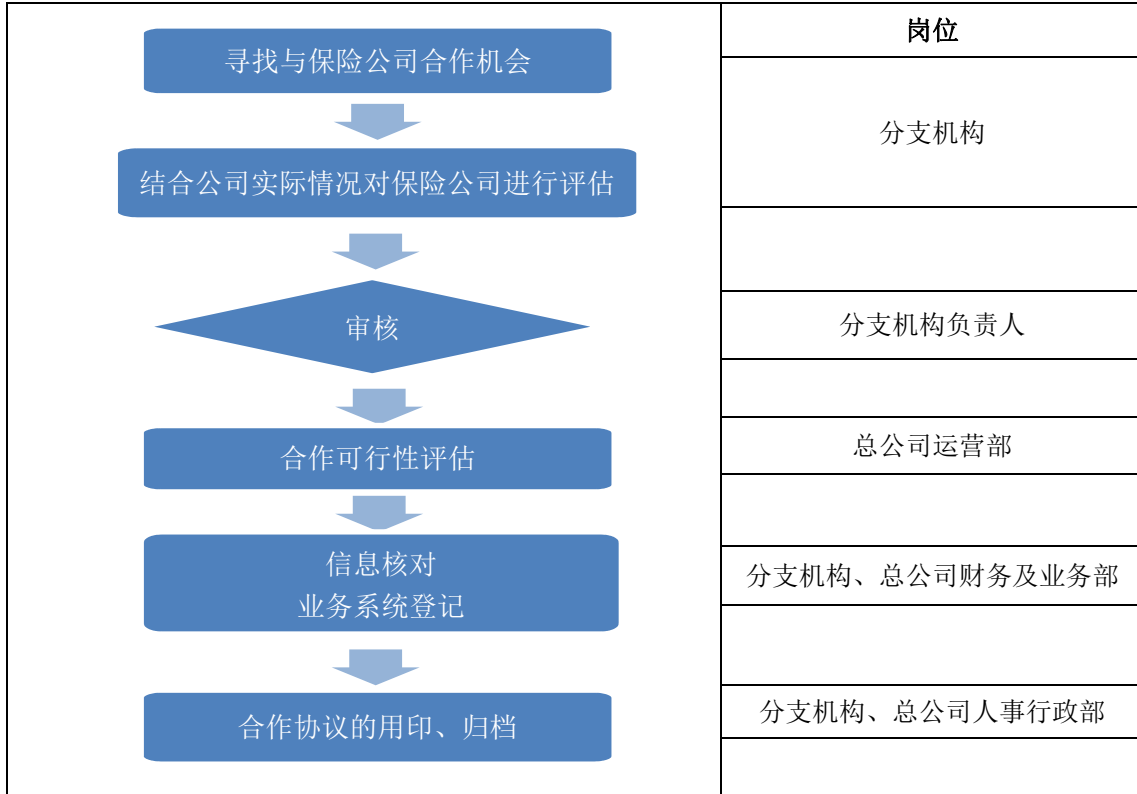 岗位
寻找与保险公司合作机会
分支机构
结合公司实际情况对保险公司进行评估
审核
分支机构负责人
合作可行性评估
总公司运营部
信息核对
业务系统登记
分支机构、总公司财务及业务部
合作协议的用印、归档
分支机构、总公司人事行政部